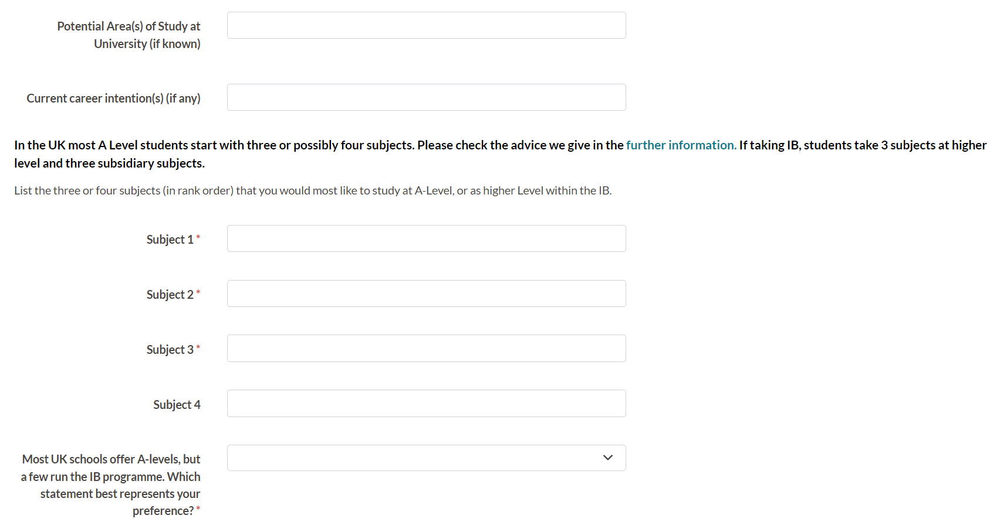 Potential Area(s) of Study at
University (if known)
Current career intention(s) (if any)
In the UK most A Level students start with three or possibly four subjects. Please check the advice we give in the further information. If taking IB, students take 3 subjects at higher
level and three subsidiary subjects.
List the three or four subjects (in rank order) that you would most like to study at A-Level, or as higher Level within the IB.
Subject 1 *
Subject 2 *
Subject 3 *
Subject 4
Most UK schools offer A-levels, but
a few run the IB programme. Which
statement best represents your
preference? *